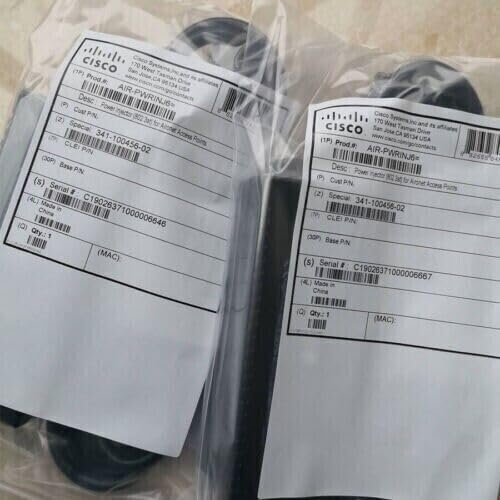 CISCO
Cisco Systems, Inc and its affiliates
170 West Tasman Drive
San Jose, CA 95134 USA
www.cisco.com/go/contacts
(1P) Prod.#: AIR-PWRINJ6=
Desc Power Injector (802.3at) for Aironet Access Points
(P) Cust P/N:
(2) Special 341-100456-02
(?P) CLEI P/N:
(30P) Base P/N:
(S) Serial # C19026371000006646
(4L) Made in
China
(Q) Qty.: 1
(MAC):
CISCO
Cisco Systems, Inc and its affiliates
170 West Tasman Drive
San Jose, CA 95134 USA
www.cisco.com/go/contacts
(1P) Prod.#: AIR-PWRINJ6=
Desc Power Injector (802.3at) for Aironet Access Points
(P) Cust P/N:
(2) Special 341-100456-02
CLEI P/N:
(30P) Base P/N:
(S) Serial # C19026371000006667
(4L) Made in
China
(Q) Qty.: 1
(MAC):